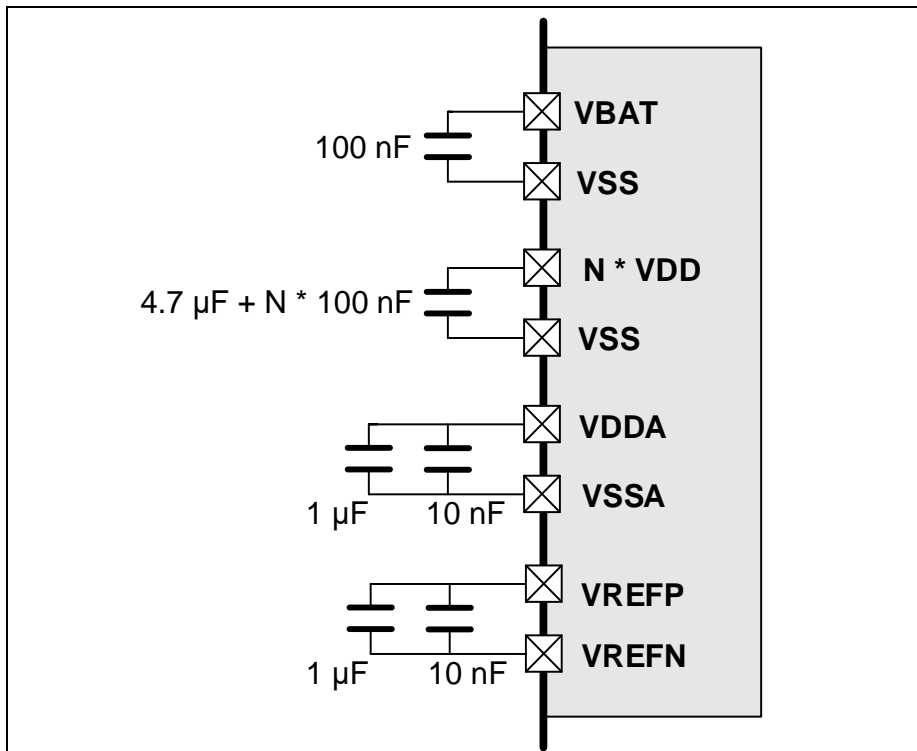 VBAT
100 nF
VSS
N * VDD
4.7 µF + N * 100 nF
VSS
VDDA
VSSA
1 µF
10 nF
VREFP
VREFN
1 µF
10 nF